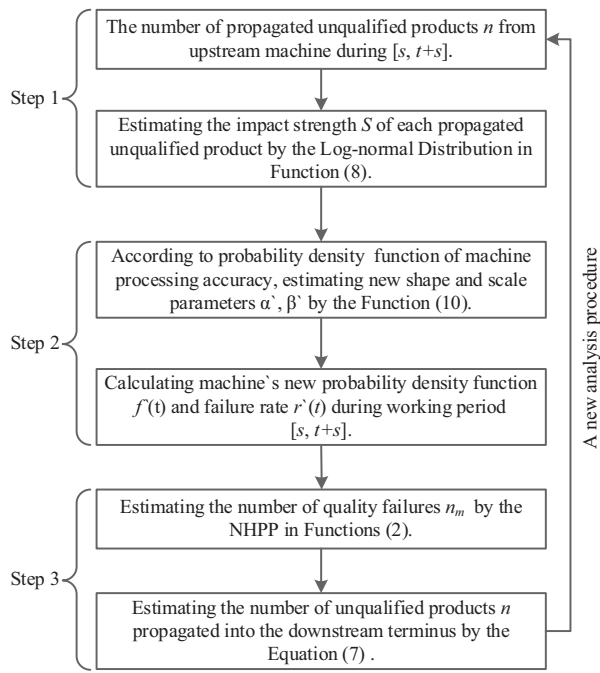 The number of propagated unqualified products n from
upstream machine during [s, t+s].
Step 1
Estimating the impact strength S of each propagated
unqualified product by the Log-normal Distribution in
Function (8).
According to probability density function of machine
processing accuracy, estimating new shape and scale
parameters α`, β` by the Function (10).
Step 2
Calculating machine`s new probability density function
f`(t) and failure rate r`(t) during working period
[s, t+s].
Estimating the number of quality failures nm by the
NHPP in Functions (2).
Step 3
Estimating the number of unqualified products n
propagated into the downstream terminus by the
Equation (7) .
A new analysis procedure